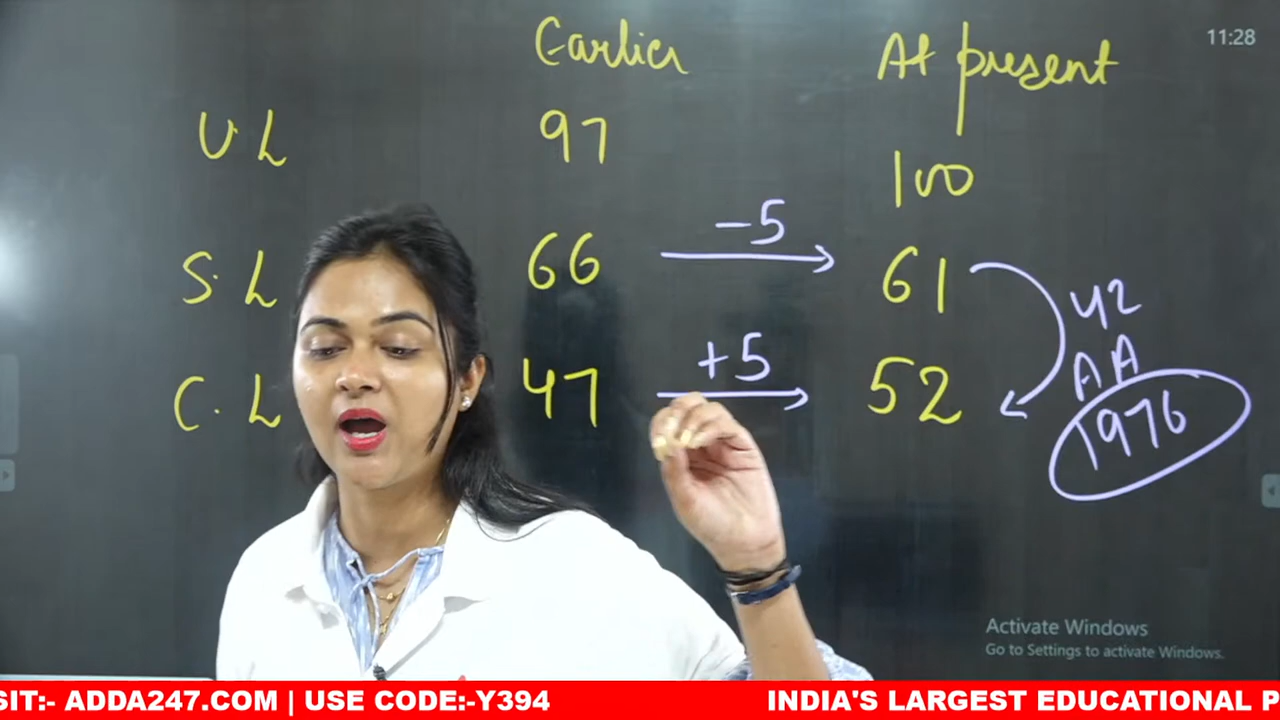 Earlier At present
11:28
U.L 97 100
S.L 66 -5 61
C.L 47 +5 52
42
AA
1976
Activate Windows
Go to Settings to activate Windows.
SIT:- ADDA247.COM | USE CODE:-Y394 INDIA'S LARGEST EDUCATIONAL P